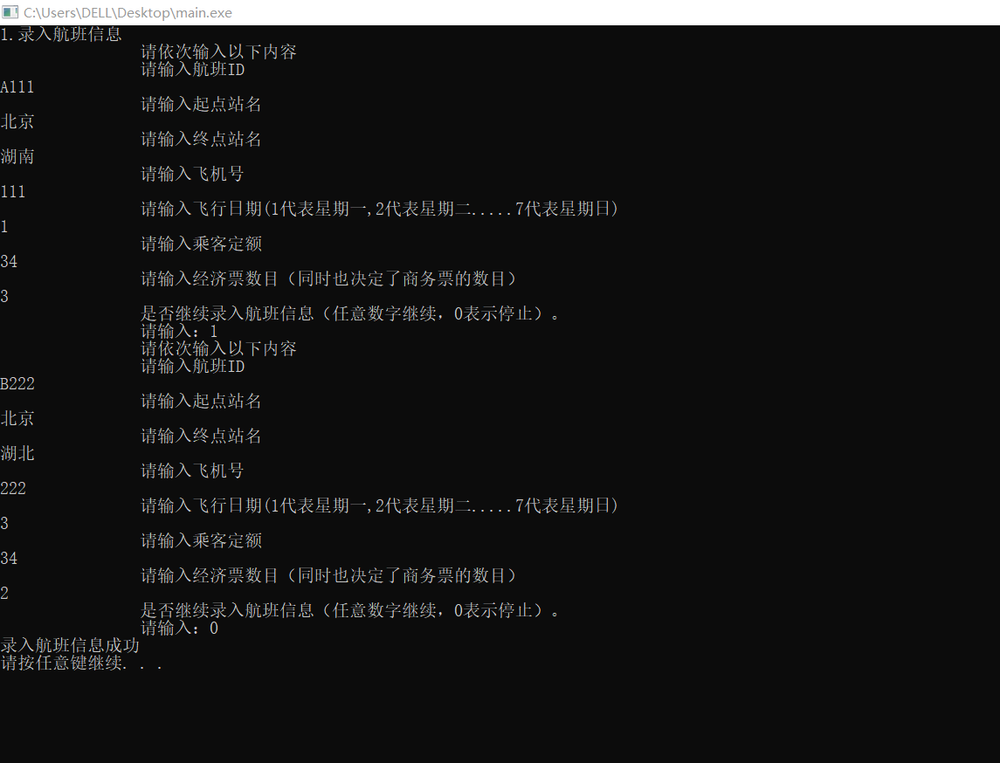 C:\Users\DELL\Desktop\main.exe
1.录入航班信息
请依次输入以下内容
请输入航班ID
A111
请输入起点站名
北京
请输入终点站名
湖南
请输入飞机号
111
请输入飞行日期(1代表星期一,2代表星期二.....7代表星期日)
1
请输入乘客定额
34
请输入经济票数目（同时也决定了商务票的数目）
3
是否继续录入航班信息（任意数字继续，0表示停止）。
请输入：1
请依次输入以下内容
请输入航班ID
B222
请输入起点站名
北京
请输入终点站名
湖北
请输入飞机号
222
请输入飞行日期(1代表星期一,2代表星期二.....7代表星期日)
3
请输入乘客定额
34
请输入经济票数目（同时也决定了商务票的数目）
2
是否继续录入航班信息（任意数字继续，0表示停止）。
请输入：0
录入航班信息成功
请按任意键继续. . .